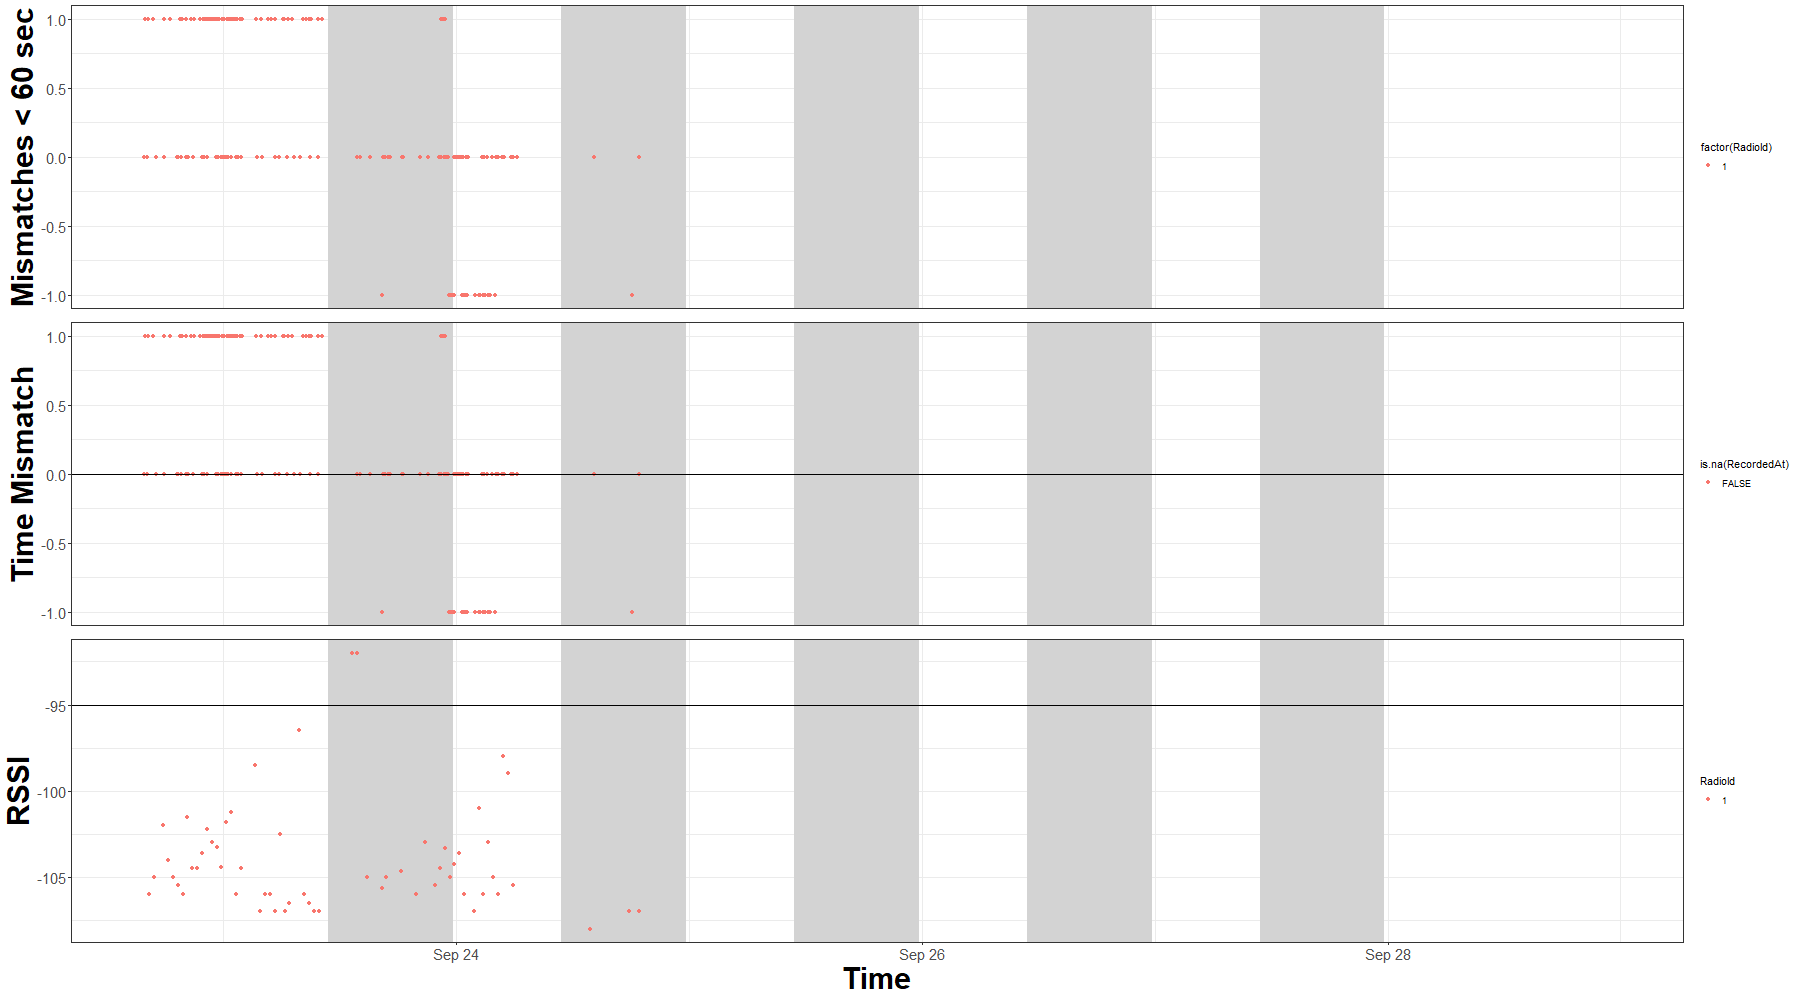 Mismatches < 60 sec
1.0
0.5
0.0
-0.5
-1.0
factor(RadioId)
1
Time Mismatch
1.0
0.5
0.0
-0.5
-1.0
is.na(RecordedAt)
FALSE
RSSI
-95
-100
-105
RadioId
1
Sep 24
Sep 26
Sep 28
Time